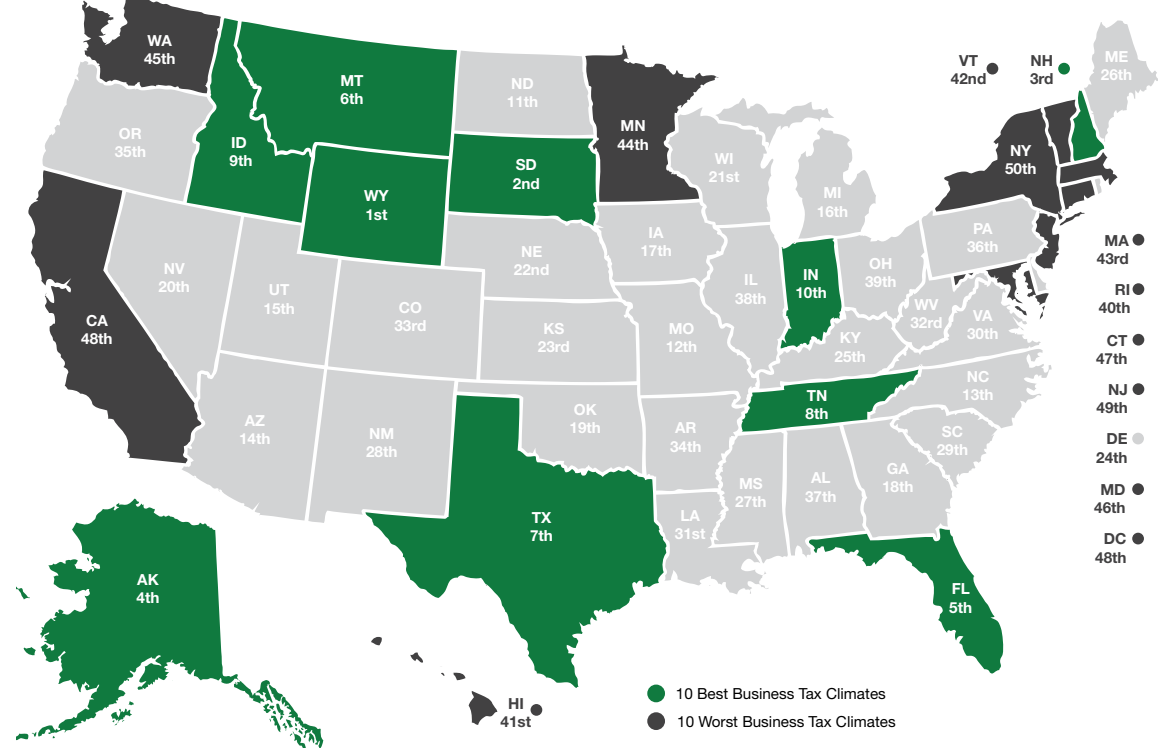 WA
45th
MT
6th
ND
11th
MN
44th
VT
42nd
NH
3rd
ME
26th
OR
35th
ID
9th
WY
1st
SD
2nd
WI
21st
MI
16th
NY
50th
CA
48th
NV
20th
UT
15th
CO
33rd
NE
22nd
IA
17th
IL
38th
IN
10th
OH
39th
PA
36th
KS
23rd
MO
12th
KY
25th
WV
32rd
VA
30th
AZ
14th
NM
28th
OK
19th
AR
34th
TN
8th
NC
13th
SC
29th
TX
7th
LA
31st
MS
27th
AL
37th
GA
18th
FL
5th
MA
43rd
RI
40th
CT
47th
NJ
49th
DE
24th
MD
46th
DC
48th
AK
4th
HI
41st
10 Best Business Tax Climates
10 Worst Business Tax Climates